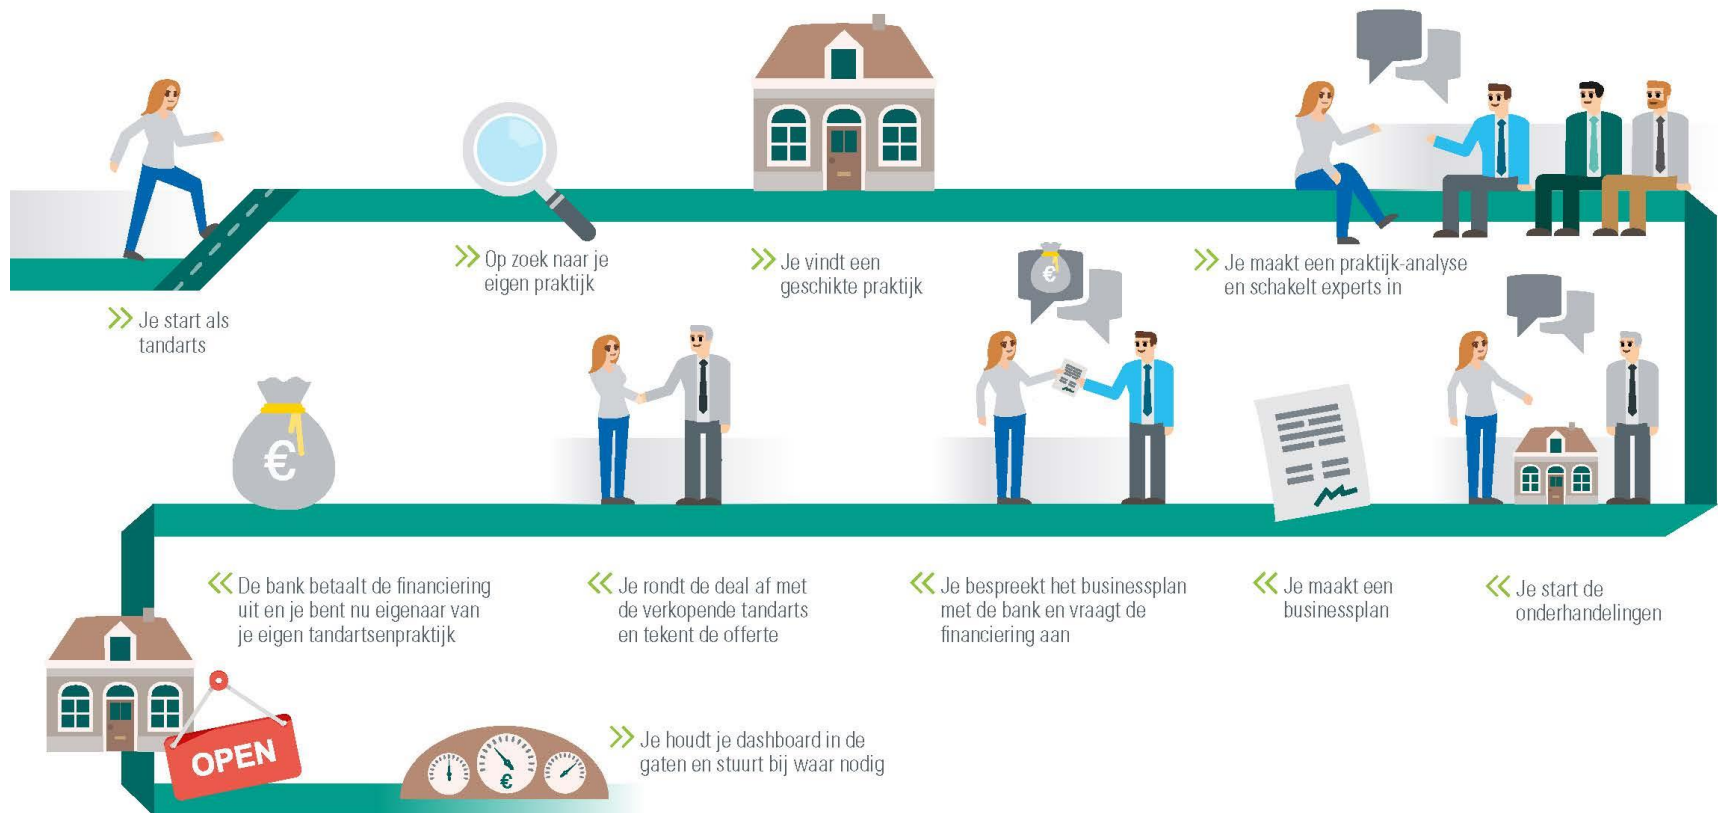 Je start als
tandarts
Op zoek naar je
eigen praktijk
Je vindt een
geschikte praktijk
Je maakt een praktijk-analyse
en schakelt experts in
€
Je start de
onderhandelingen
Je maakt een
businessplan
Je bespreekt het businessplan
met de bank en vraagt de
financiering aan
Je rondt de deal af met
de verkopende tandarts
en tekent de offerte
€
De bank betaalt de financiering
uit en je bent nu eigenaar van
je eigen tandartsenpraktijk
OPEN
€
Je houdt je dashboard in de
gaten en stuurt bij waar nodig